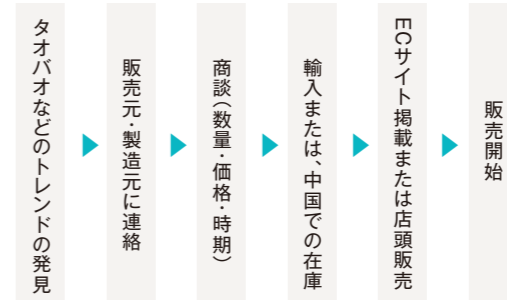 タオバオなどのトレンドの発見
販売元・製造元に連絡
商談(数量・価格・時期)
輸入または、中国での在庫
ECサイト掲載または店頭販売
販売開始